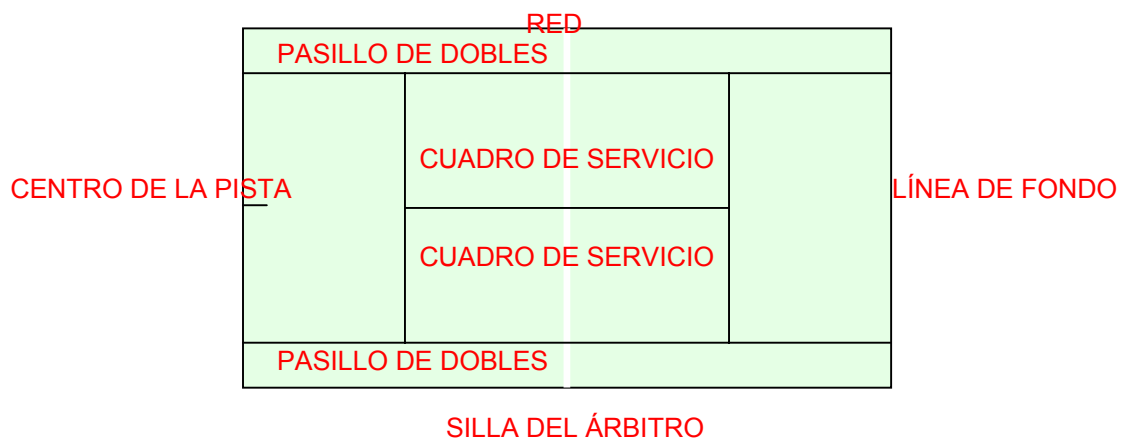 RED
PASILLO DE DOBLES
CUADRO DE SERVICIO
CENTRO DE LA PISTA
LÍNEA DE FONDO
CUADRO DE SERVICIO
PASILLO DE DOBLES
SILLA DEL ÁRBITRO